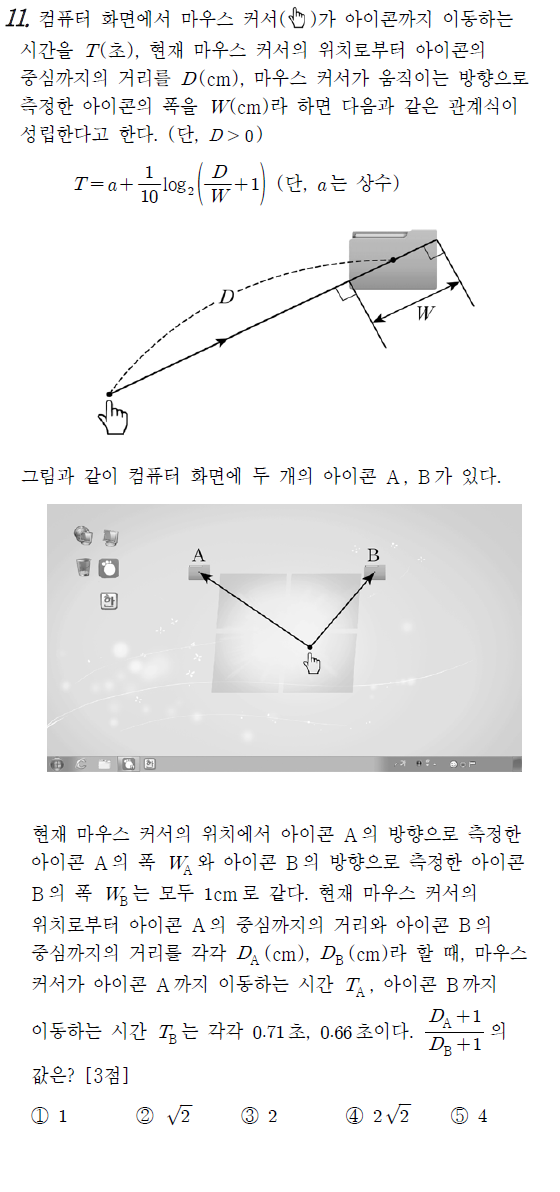 11. 컴퓨터 화면에서 마우스 커서( )가 아이콘까지 이동하는
시간을 T(초), 현재 마우스 커서의 위치로부터 아이콘의
중심까지의 거리를 D(cm), 마우스 커서가 움직이는 방향으로
측정한 아이콘의 폭을 W(cm)라 하면 다음과 같은 관계식이
성립한다고 한다. (단, D > 0)
T = a + 1/10 log₂(D/W + 1) (단, a는 상수)
D
W
그림과 같이 컴퓨터 화면에 두 개의 아이콘 A, B가 있다.
A B
한
현재 마우스 커서의 위치에서 아이콘 A의 방향으로 측정한
아이콘 A의 폭 W_A와 아이콘 B의 방향으로 측정한 아이콘
B의 폭 W_B는 모두 1cm로 같다. 현재 마우스 커서의
위치로부터 아이콘 A의 중심까지의 거리와 아이콘 B의
중심까지의 거리를 각각 D_A(cm), D_B(cm)라 할 때, 마우스
커서가 아이콘 A까지 이동하는 시간 T_A, 아이콘 B까지
이동하는 시간 T_B는 각각 0.71초, 0.66초이다. (D_A+1)/(D_B+1) 의
값은? [3점]
① 1 ② √2 ③ 2 ④ 2√2 ⑤ 4